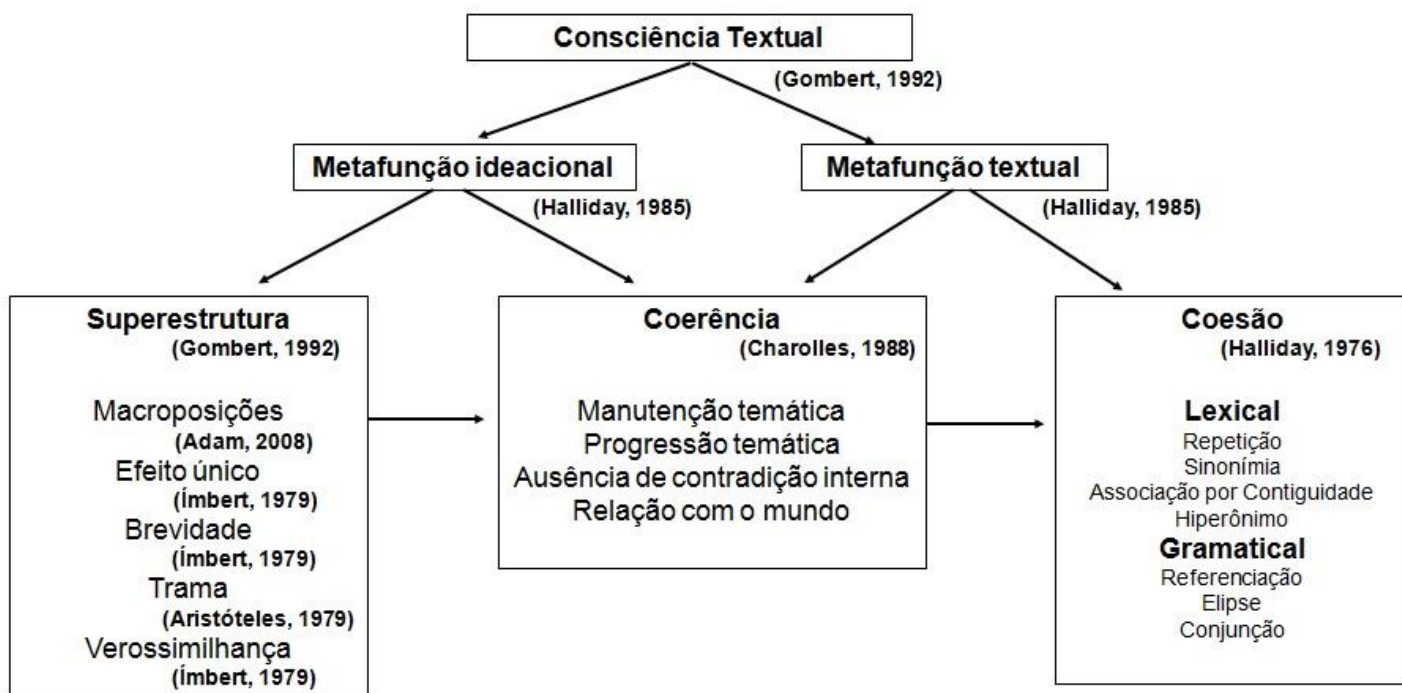 Consciência Textual
(Gombert, 1992)
Metafunção ideacional
(Halliday, 1985)
Metafunção textual
(Halliday, 1985)
Superestrutura
(Gombert, 1992)
Macroposições
(Adam, 2008)
Efeito único
(Ímbert, 1979)
Brevidade
(Ímbert, 1979)
Trama
(Aristóteles, 1979)
Verossimilhança
(Ímbert, 1979)
Coerência
(Charolles, 1988)
Manutenção temática
Progressão temática
Ausência de contradição interna
Relação com o mundo
Coesão
(Halliday, 1976)
Lexical
Repetição
Sinonímia
Associação por Contiguidade
Hiperônimo
Gramatical
Referenciação
Elipse
Conjunção